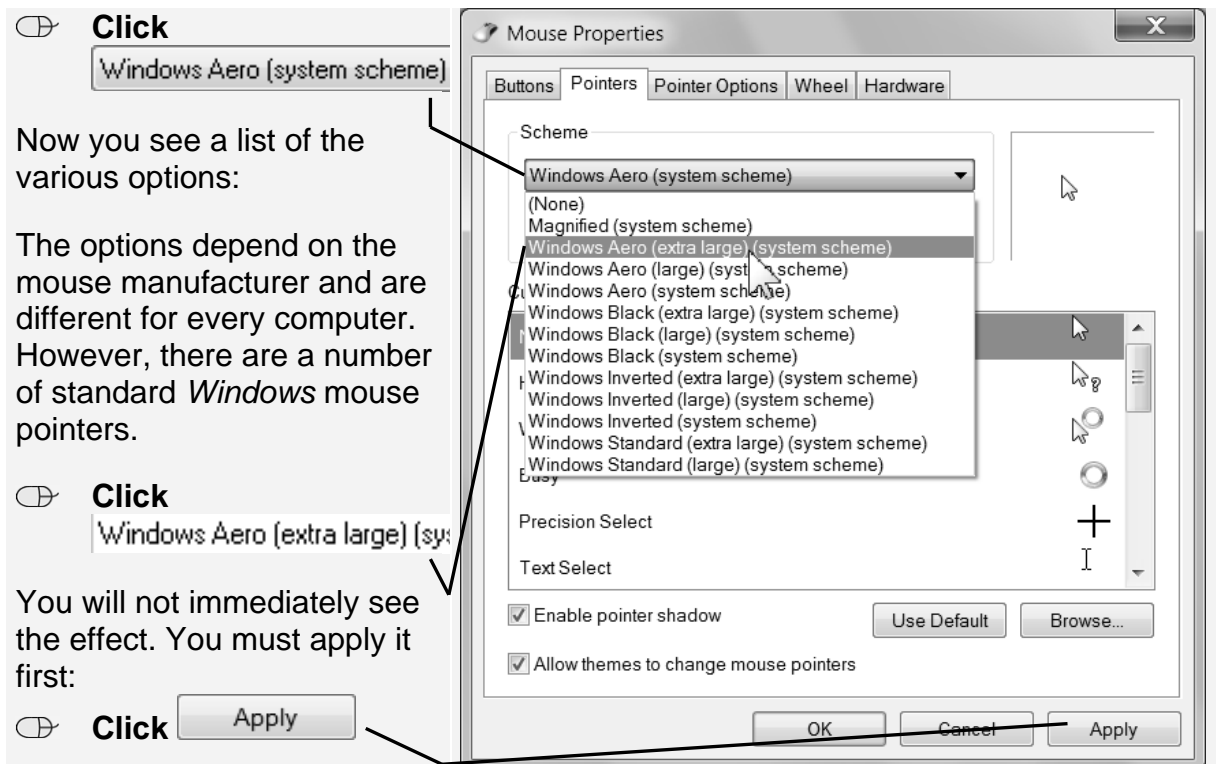 Click
Windows Aero (system scheme)
Now you see a list of the
various options:
The options depend on the
mouse manufacturer and are
different for every computer.
However, there are a number
of standard Windows mouse
pointers.
Click
Windows Aero (extra large) (sys
You will not immediately see
the effect. You must apply it
first:
Click Apply
Mouse Properties
X
Buttons Pointers Pointer Options Wheel Hardware
Scheme
Windows Aero (system scheme)
(None)
Magnified (system scheme)
Windows Aero (extra large) (system scheme)
Windows Aero (large) (system scheme)
Windows Aero (system scheme)
Windows Black (extra large) (system scheme)
Windows Black (large) (system scheme)
Windows Black (system scheme)
Windows Inverted (extra large) (system scheme)
Windows Inverted (large) (system scheme)
Windows Inverted (system scheme)
Windows Standard (extra large) (system scheme)
Windows Standard (large) (system scheme)
Busy
Precision Select
Text Select
Enable pointer shadow
Use Default Browse...
Allow themes to change mouse pointers
OK Cancel Apply